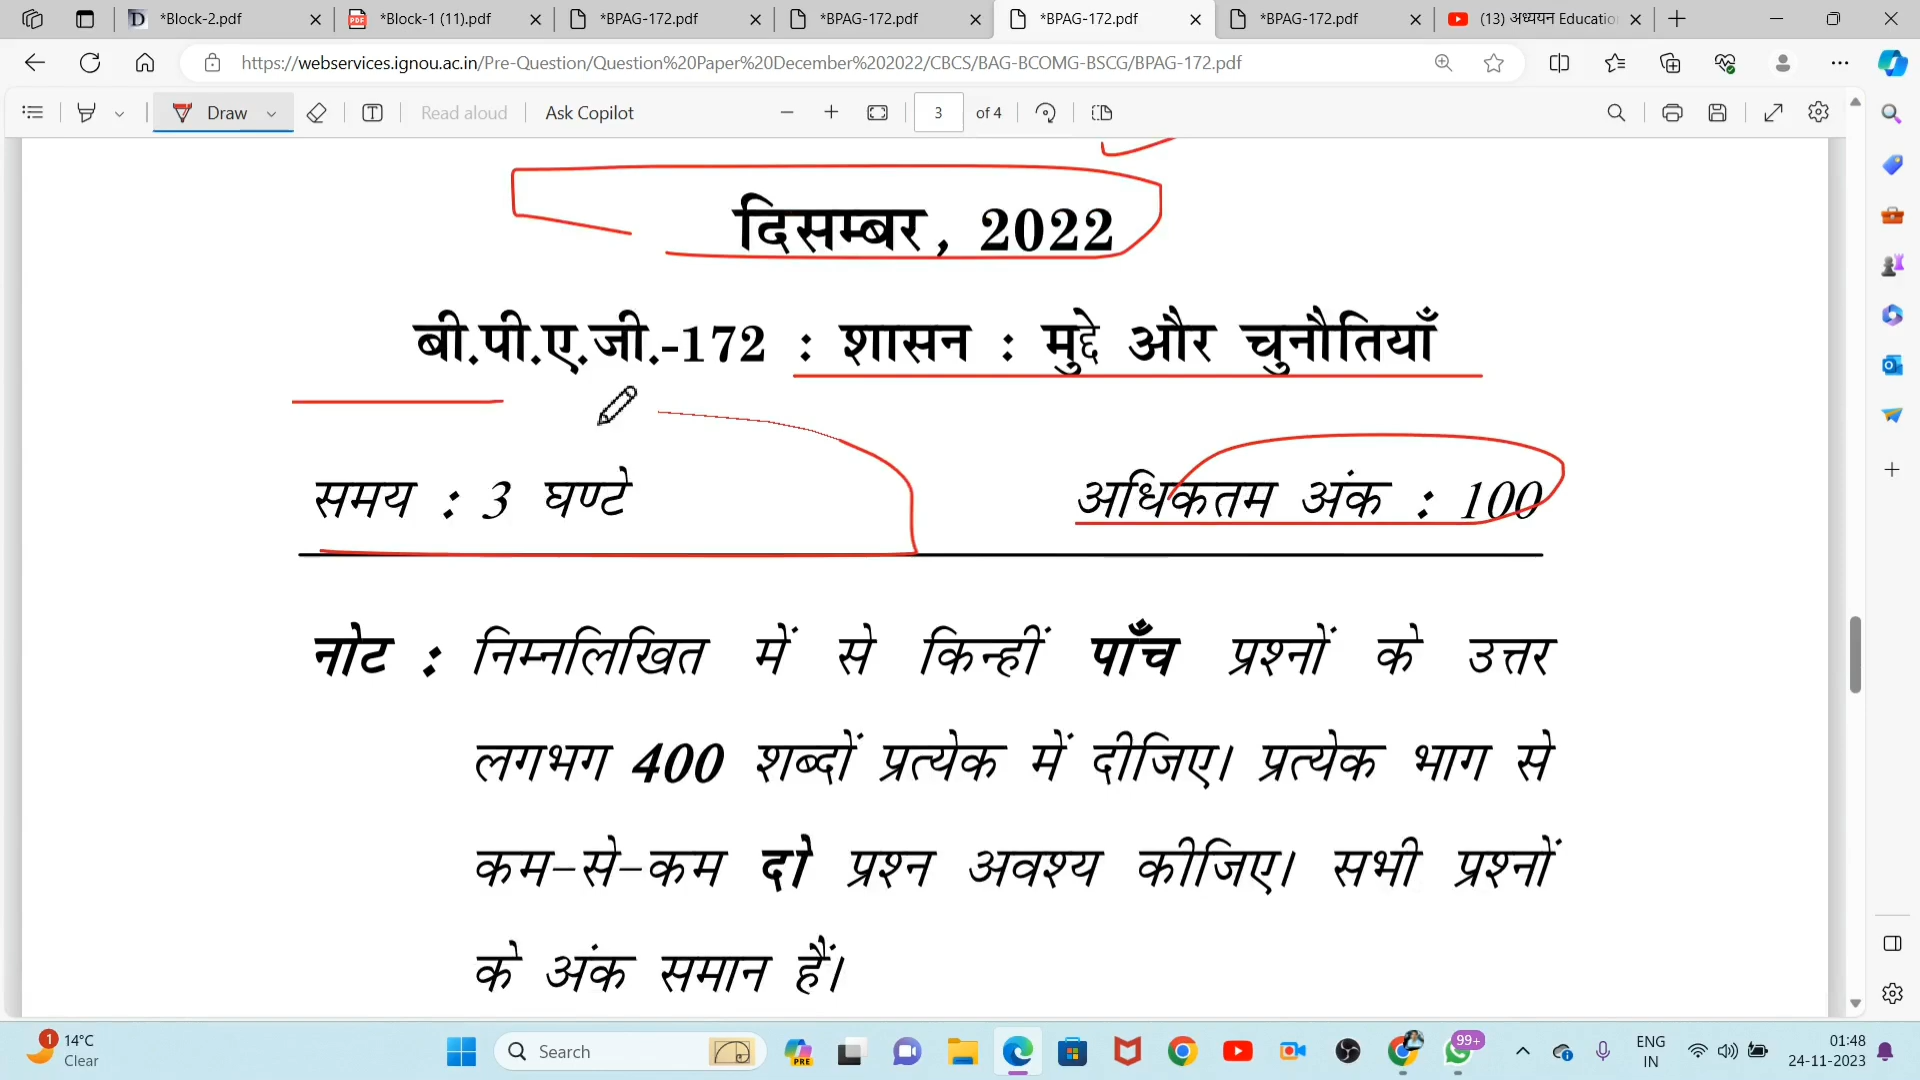 *Block-2.pdf
*Block-1 (11).pdf
*BPAG-172.pdf
*BPAG-172.pdf
*BPAG-172.pdf
*BPAG-172.pdf
(13) अध्ययन Educatio
https://webservices.ignou.ac.in/Pre-Question/Question%20Paper%20December%202022/CBCS/BAG-BCOMG-BSCG/BPAG-172.pdf
Draw
Read aloud
Ask Copilot
3 of 4
दिसम्बर, 2022
बी.पी.ए.जी.-172 : शासन : मुद्दे और चुनौतियाँ
समय : 3 घण्टे
अधिकतम अंक : 100
नोट : निम्नलिखित में से किन्हीं पाँच प्रश्नों के उत्तर
लगभग 400 शब्दों प्रत्येक में दीजिए। प्रत्येक भाग से
कम-से-कम दो प्रश्न अवश्य कीजिए। सभी प्रश्नों
के अंक समान हैं।
1
14°C
Clear
Search
PRE
99+
ENG
IN
01:48
24-11-2023